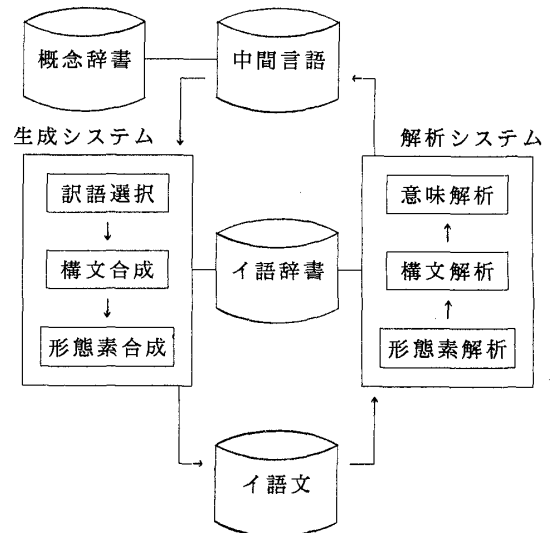 概念辞書
中間言語
生成システム
解析システム
訳語選択
構文合成
形態素合成
イ語辞書
意味解析
構文解析
形態素解析
イ語文